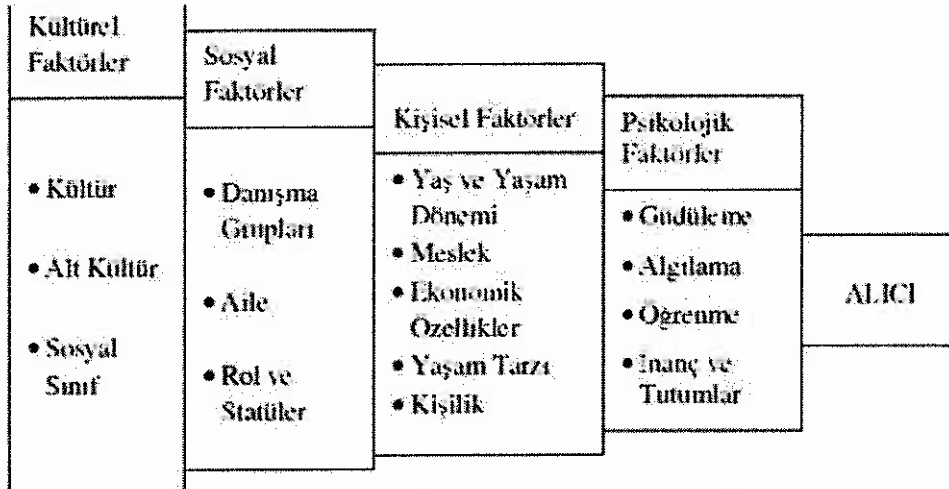 Kültürel
Faktörler
• Kültür
• Alt Kültür
• Sosyal
Sınıf
Sosyal
Faktörler
• Danışma
Grupları
• Aile
• Rol ve
Statüler
Kişisel Faktörler
• Yaş ve Yaşam
Dönemi
• Meslek
• Ekonomik
Özellikler
• Yaşam Tarzı
• Kişilik
Psikolojik
Faktörler
• Güdüleme
• Algılama
• Öğrenme
• İnanç ve
Tutumlar
ALICI